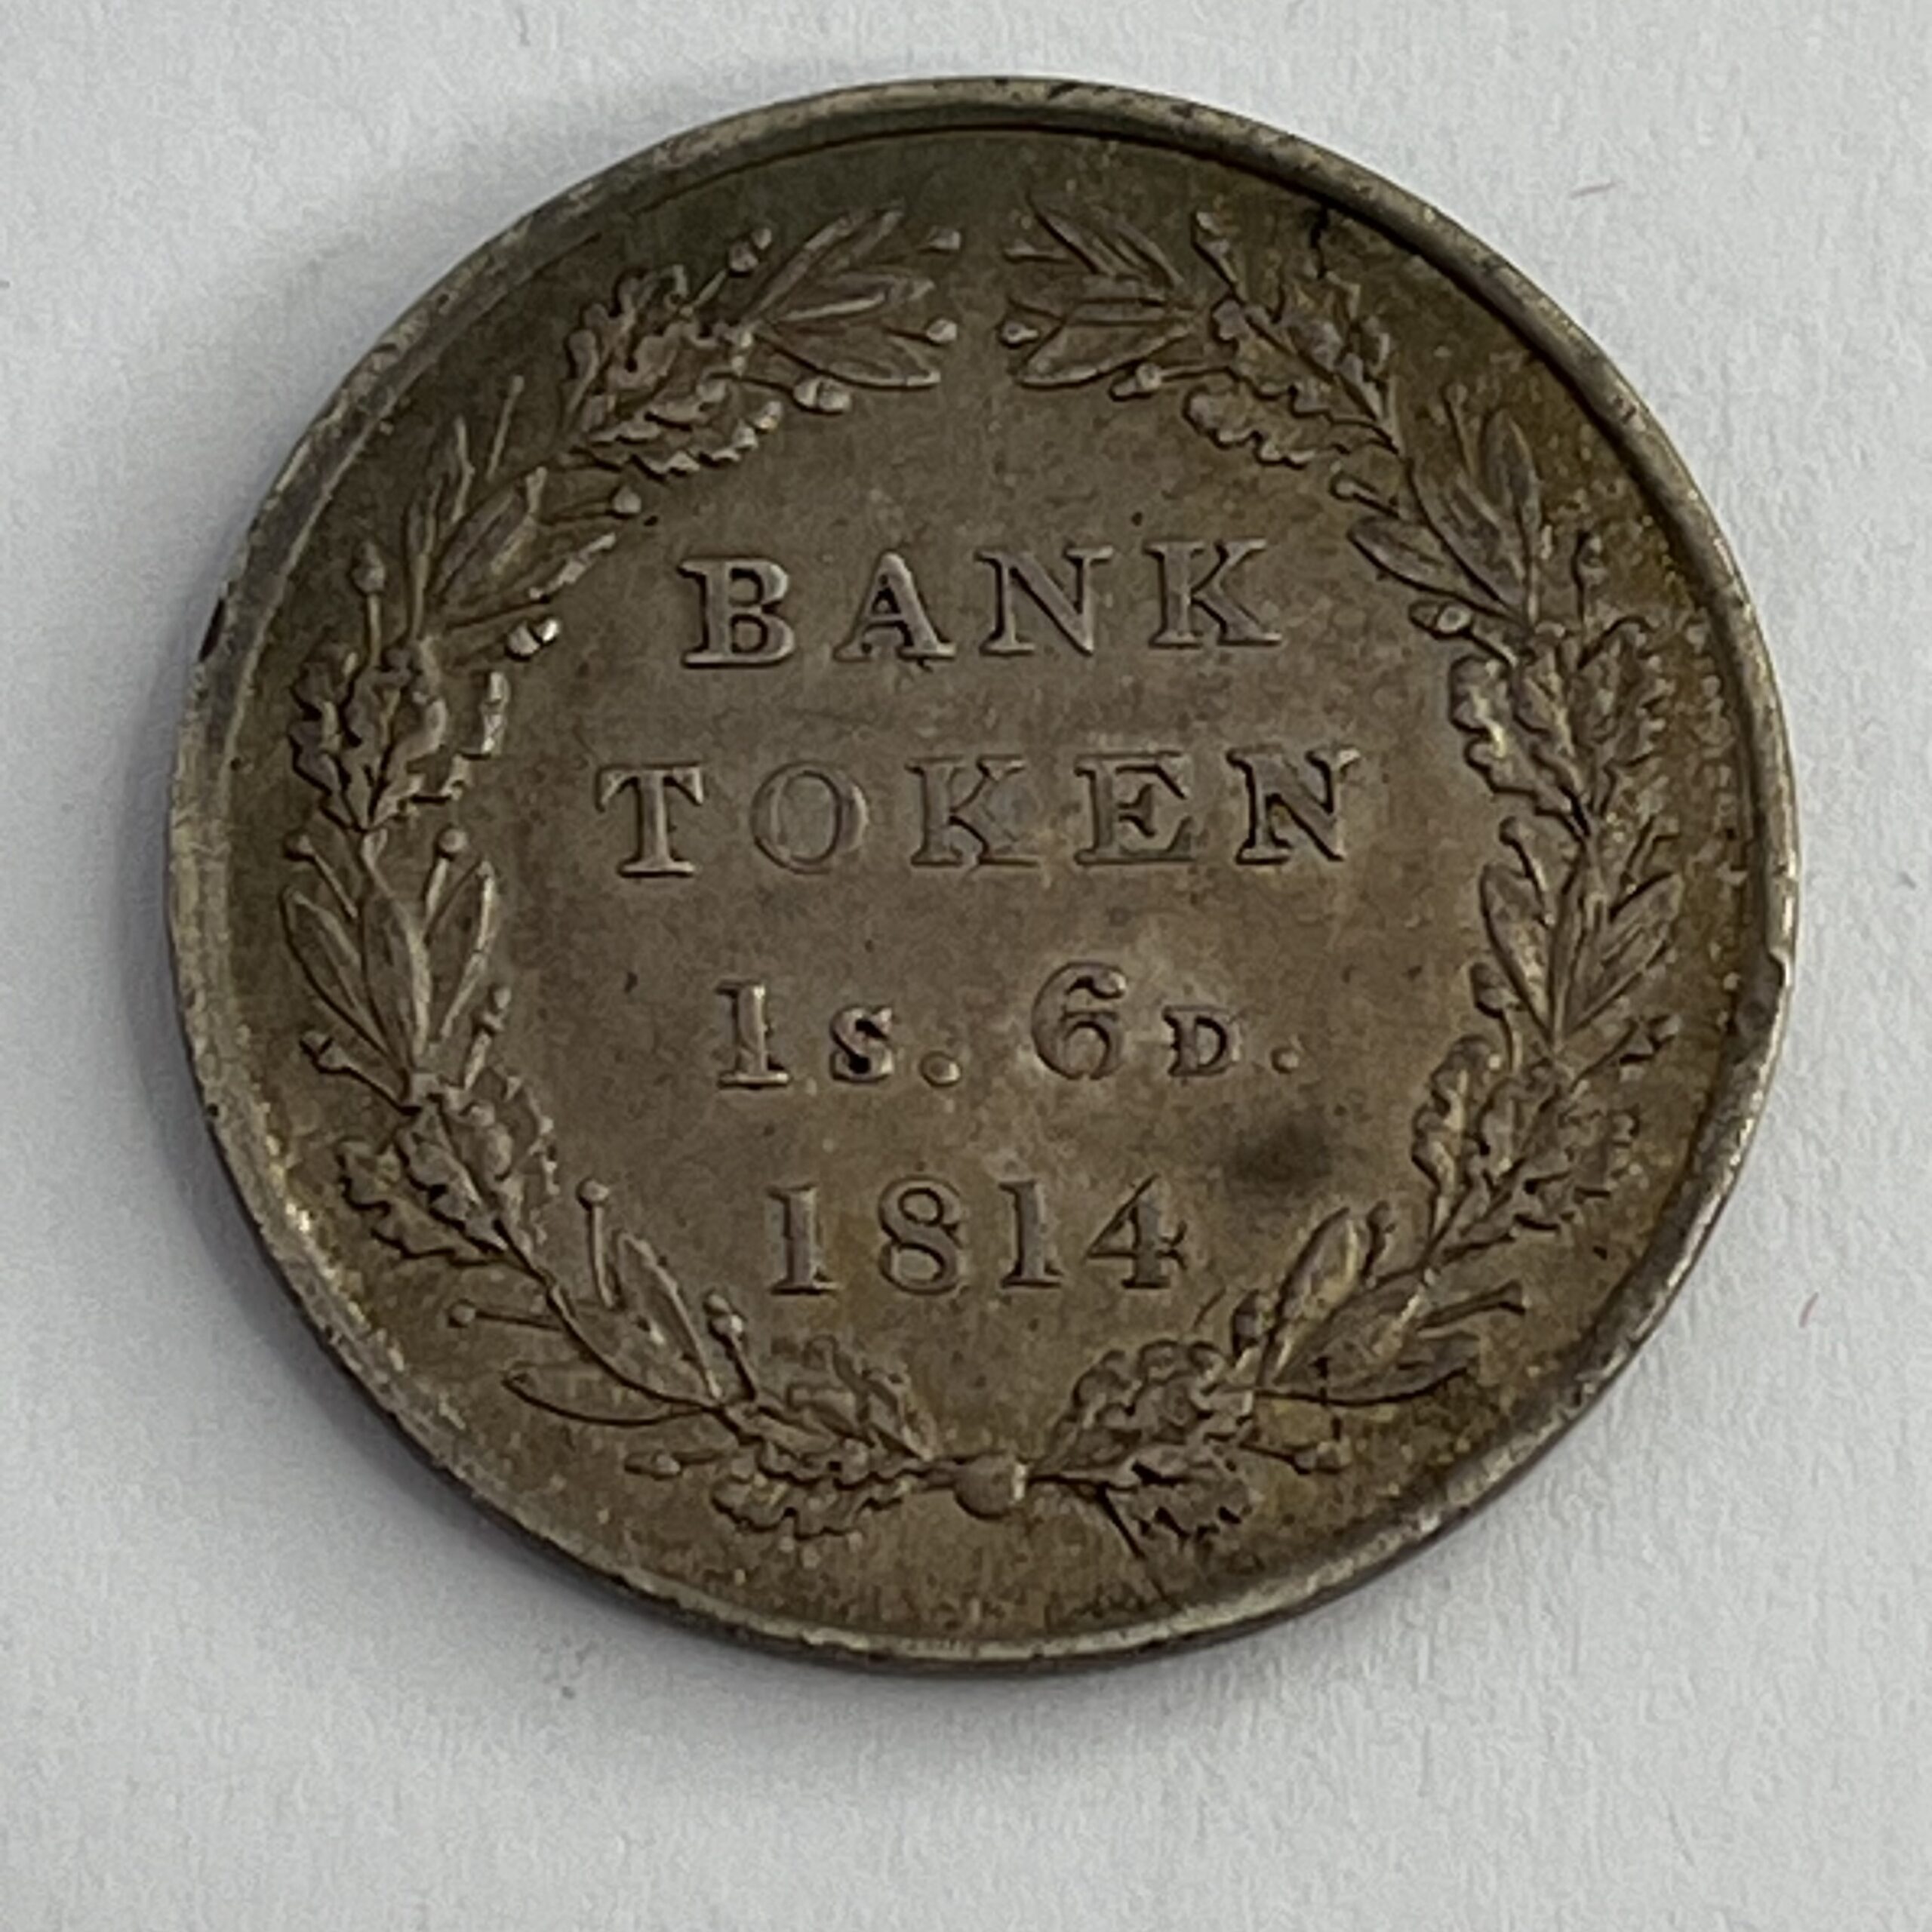 BANK
TOKEN
1s. 6D.
1814